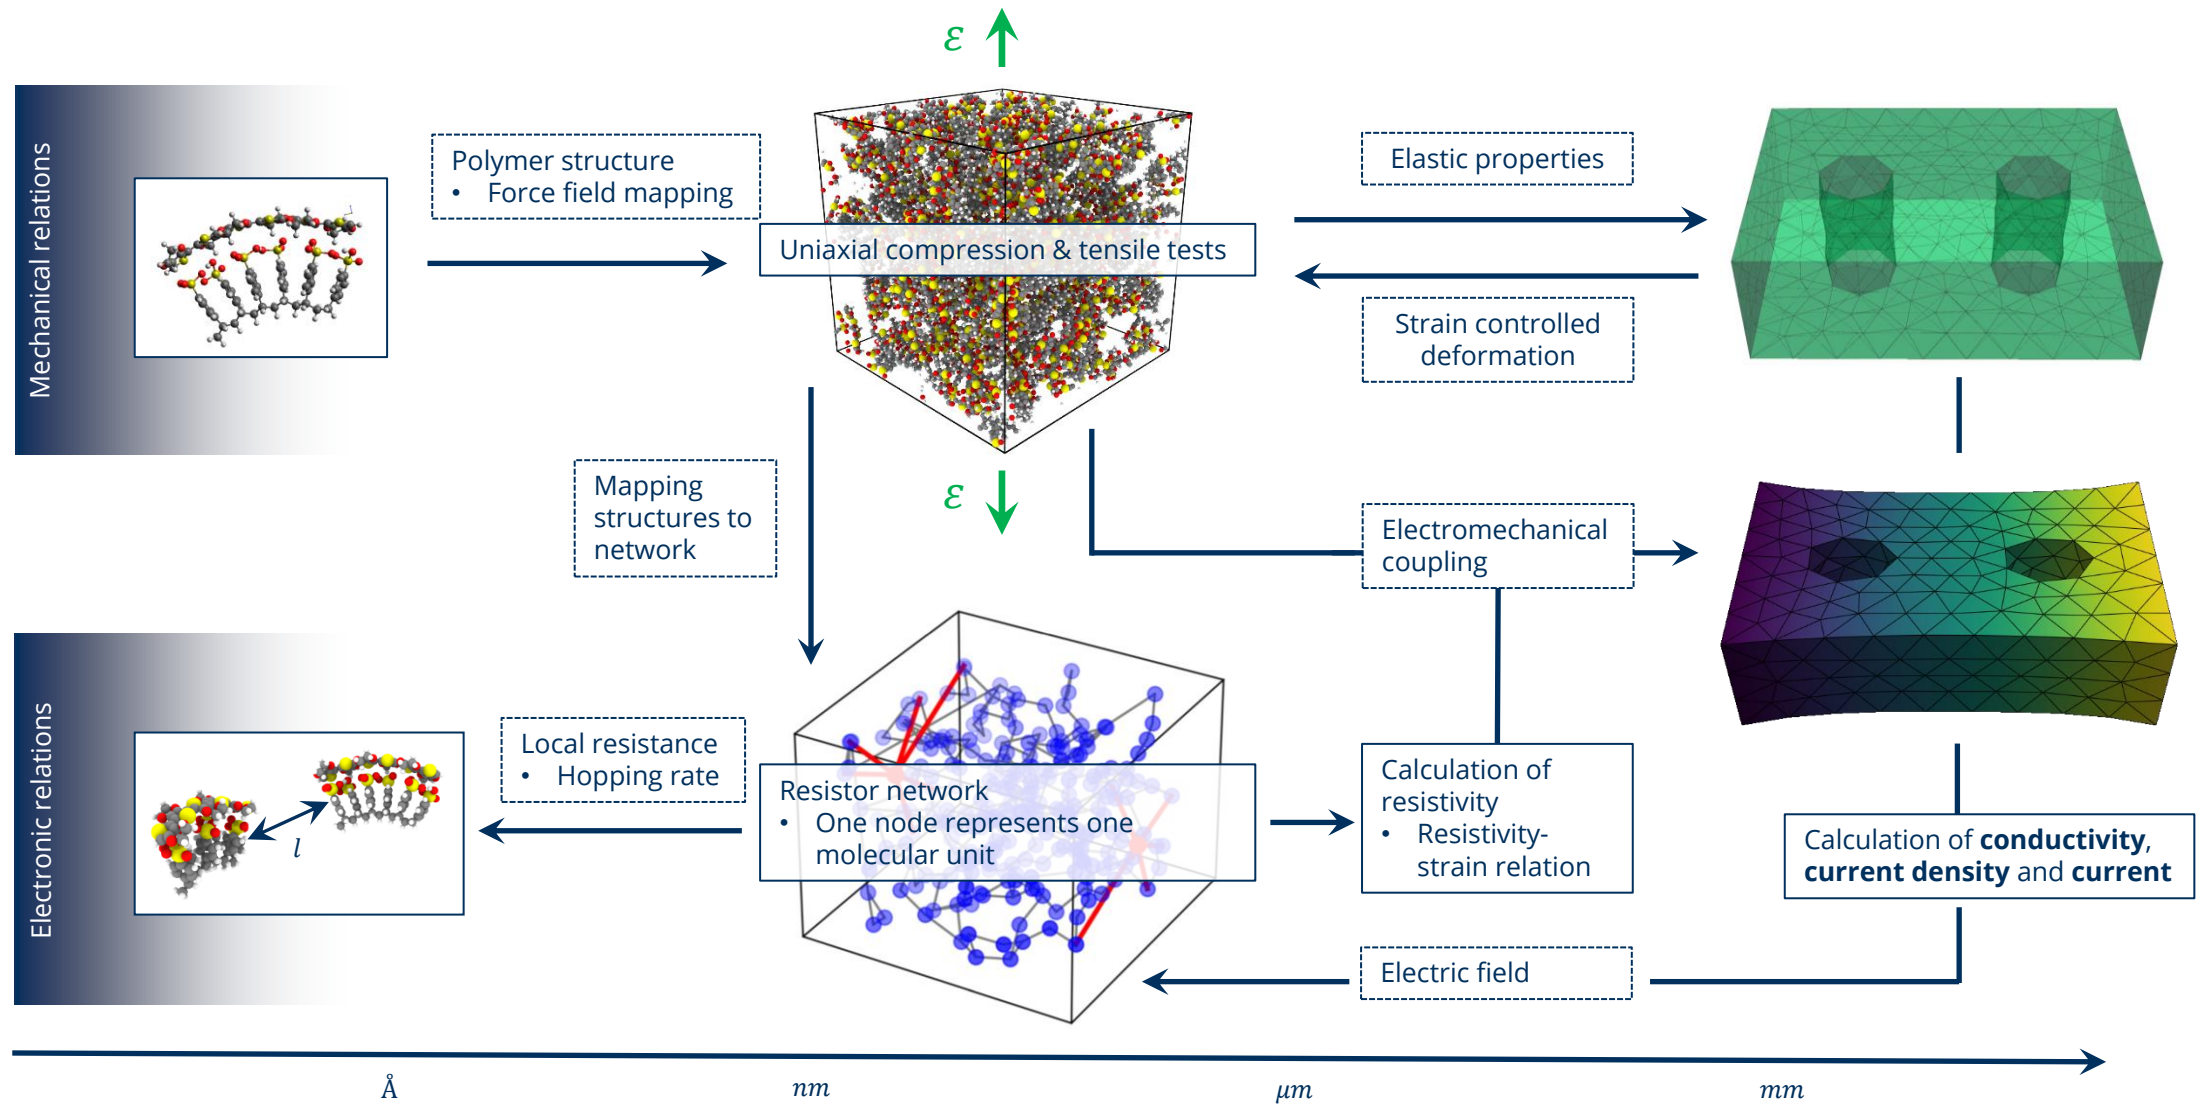 ε
Mechanical relations
Polymer structure
• Force field mapping
Uniaxial compression & tensile tests
Elastic properties
Strain controlled
deformation
ε
Mapping
structures to
network
Electromechanical
coupling
Electronic relations
l
Local resistance
• Hopping rate
Resistor network
• One node represents one
molecular unit
Calculation of
resistivity
• Resistivity-
strain relation
Calculation of conductivity,
current density and current
Electric field
Å
nm
μm
mm